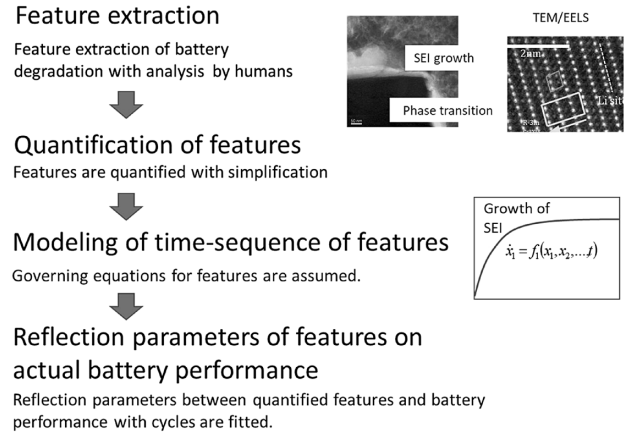 Feature extraction
Feature extraction of battery
degradation with analysis by humans
TEM/EELS
SEI growth
Phase transition
2nm
Li site
Quantification of features
Features are quantified with simplification
Modeling of time-sequence of features
Governing equations for features are assumed.
Growth of
SEI
ẋ₁ = f₁(x₁,x₂,...t)
Reflection parameters of features on
actual battery performance
Reflection parameters between quantified features and battery
performance with cycles are fitted.